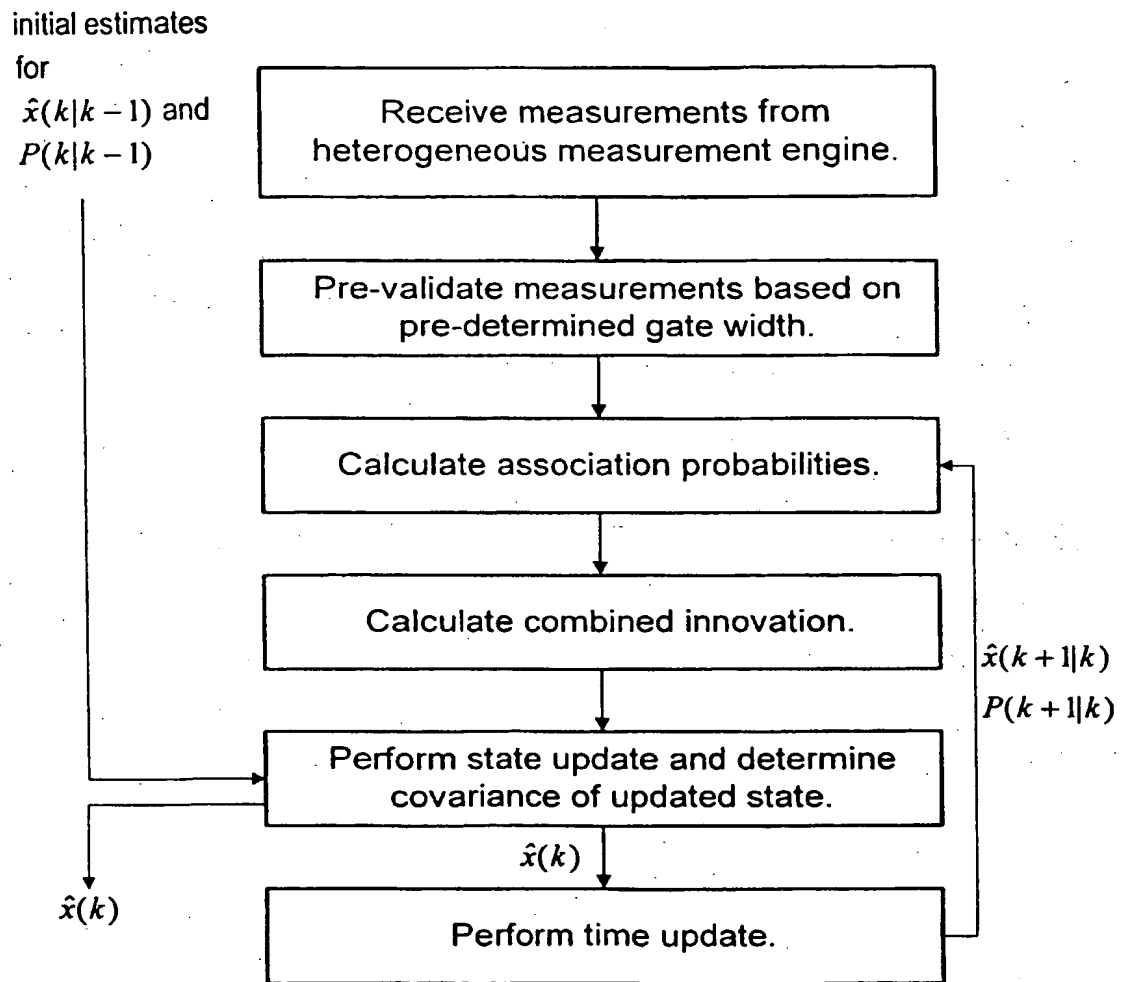 initial estimates
for
x̂(k|k−1) and
P(k|k−1)
Receive measurements from
heterogeneous measurement engine.
Pre-validate measurements based on
pre-determined gate width.
Calculate association probabilities.
Calculate combined innovation.
x̂(k+1|k)
P(k+1|k)
Perform state update and determine
covariance of updated state.
x̂(k)
x̂(k)
Perform time update.